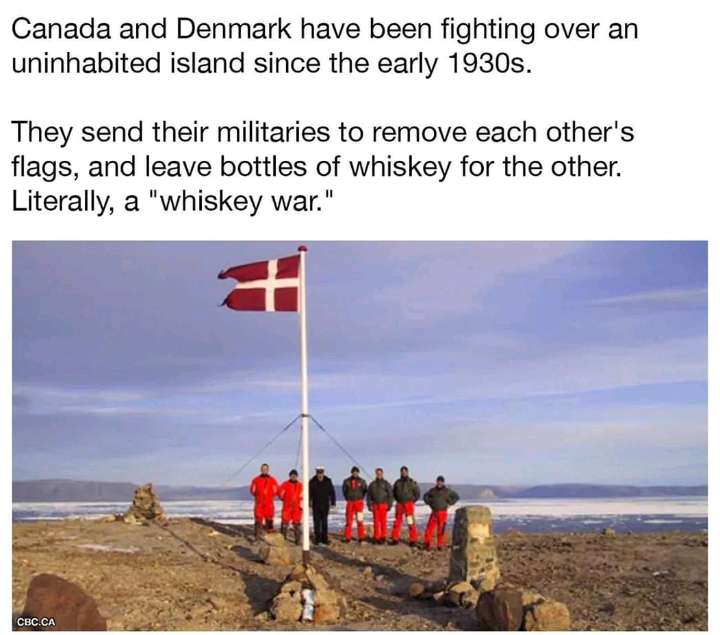 Canada and Denmark have been fighting over an
uninhabited island since the early 1930s.
They send their militaries to remove each other's
flags, and leave bottles of whiskey for the other.
Literally, a "whiskey war."
CBC.CA